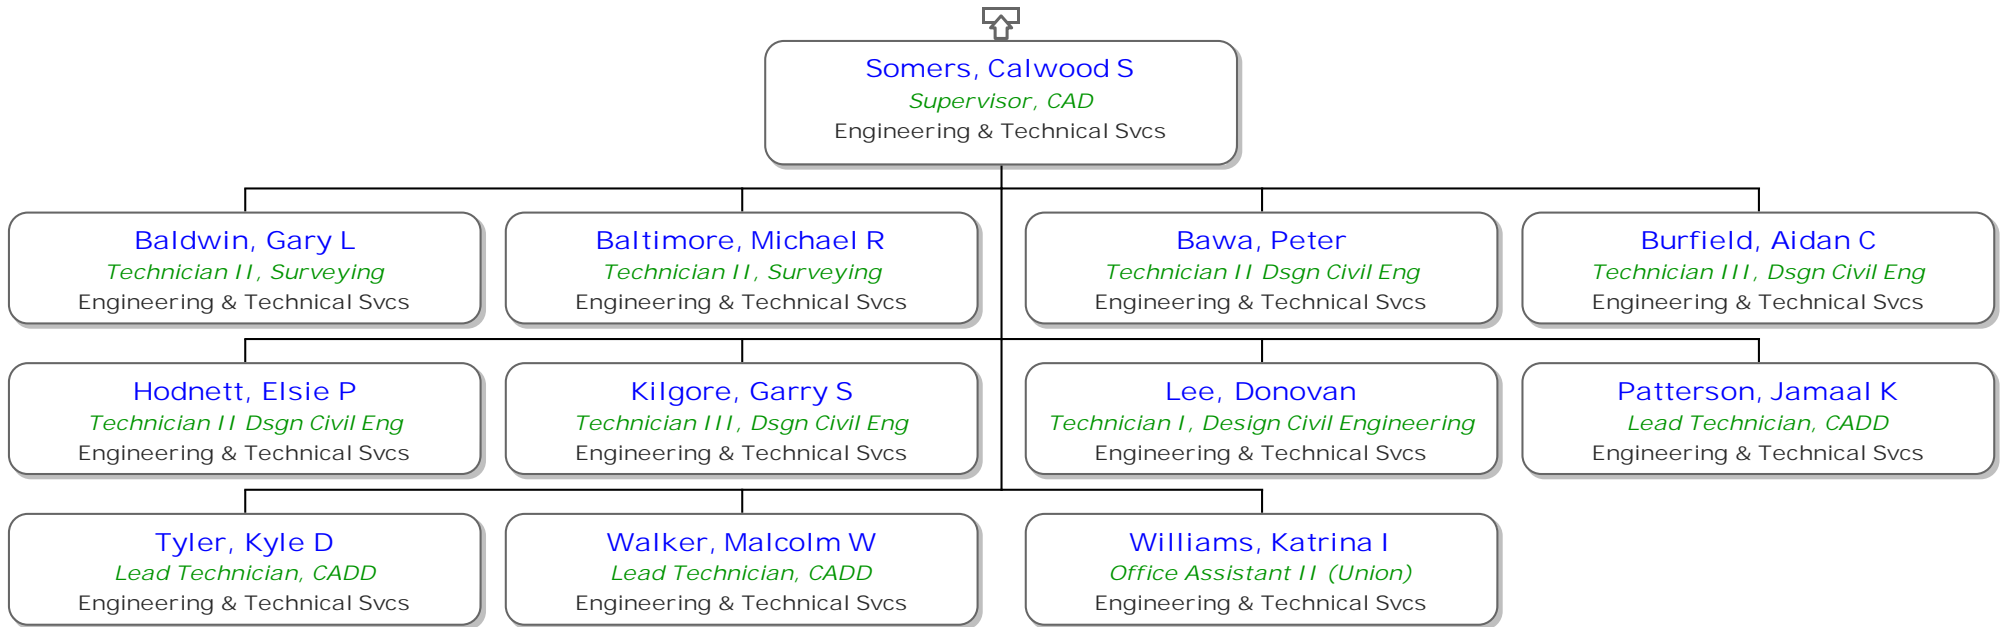 Somers, Calwood S
Supervisor, CAD
Engineering & Technical Svcs
Baldwin, Gary L
Technician II, Surveying
Engineering & Technical Svcs
Baltimore, Michael R
Technician II, Surveying
Engineering & Technical Svcs
Bawa, Peter
Technician II Dsgn Civil Eng
Engineering & Technical Svcs
Burfield, Aidan C
Technician III, Dsgn Civil Eng
Engineering & Technical Svcs
Hodnett, Elsie P
Technician II Dsgn Civil Eng
Engineering & Technical Svcs
Kilgore, Garry S
Technician III, Dsgn Civil Eng
Engineering & Technical Svcs
Lee, Donovan
Technician I, Design Civil Engineering
Engineering & Technical Svcs
Patterson, Jamaal K
Lead Technician, CADD
Engineering & Technical Svcs
Tyler, Kyle D
Lead Technician, CADD
Engineering & Technical Svcs
Walker, Malcolm W
Lead Technician, CADD
Engineering & Technical Svcs
Williams, Katrina I
Office Assistant II (Union)
Engineering & Technical Svcs